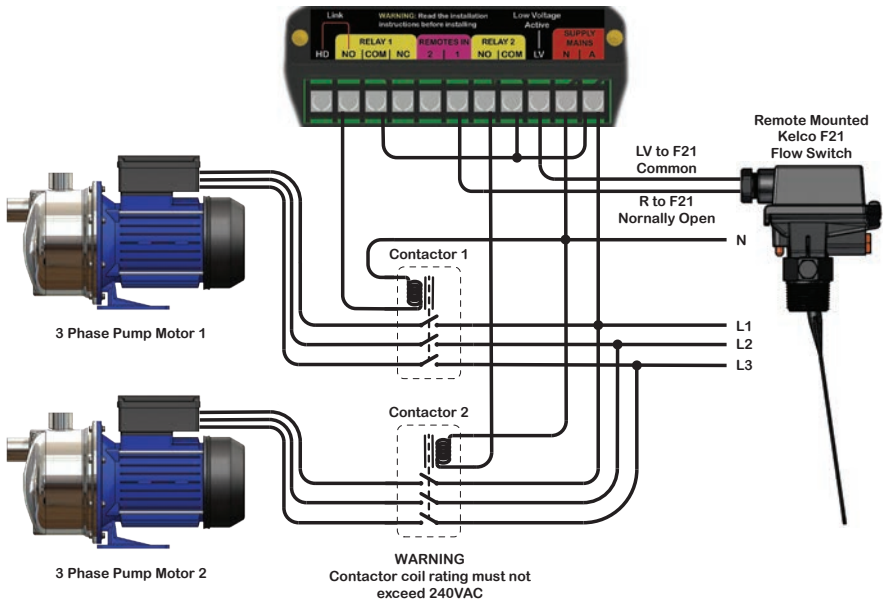 Link
WARNING: Read the installation
instructions before installing
Low Voltage
Active
SUPPLY
MAINS
RELAY 1
REMOTES IN
RELAY 2
HD NO COM NC 2 1 NO COM LV N A
Remote Mounted
Kelco F21
Flow Switch
LV to F21
Common
R to F21
Nornally Open
N
Contactor 1
L1
L2
L3
3 Phase Pump Motor 1
Contactor 2
3 Phase Pump Motor 2
WARNING
Contactor coil rating must not
exceed 240VAC